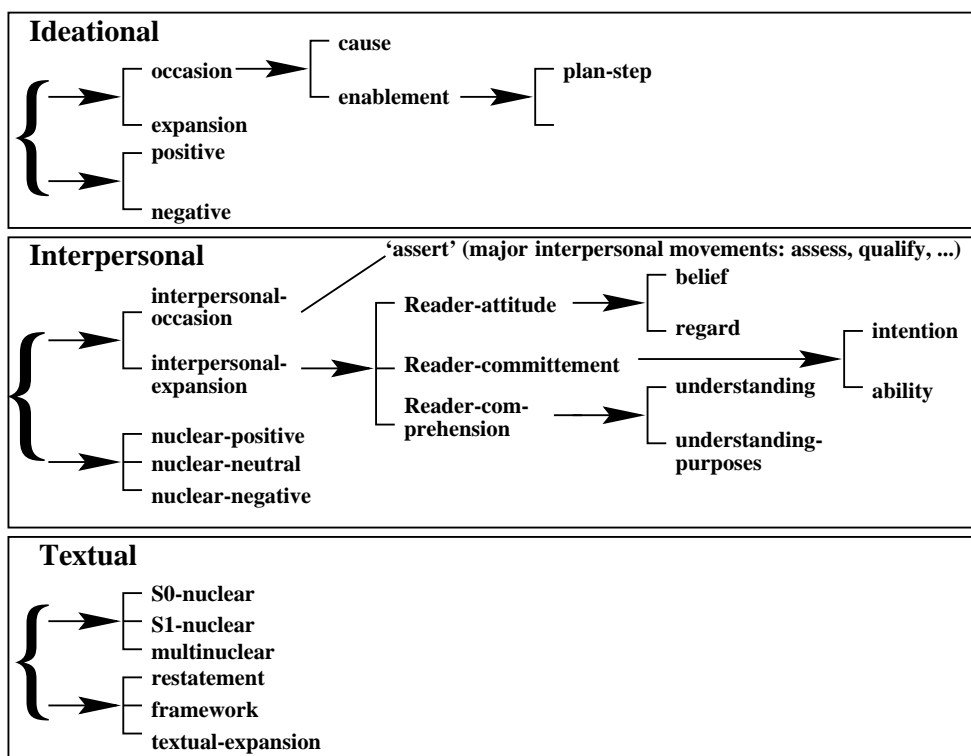 Ideational
cause
occasion
plan-step
enablement
expansion
positive
negative
Interpersonal
‘assert’ (major interpersonal movements: assess, qualify, ...)
interpersonal-
occasion
Reader-attitude
belief
regard
intention
interpersonal-
expansion
Reader-committement
understanding
ability
Reader-com-
prehension
nuclear-positive
understanding-
purposes
nuclear-neutral
nuclear-negative
Textual
S0-nuclear
S1-nuclear
multinuclear
restatement
framework
textual-expansion